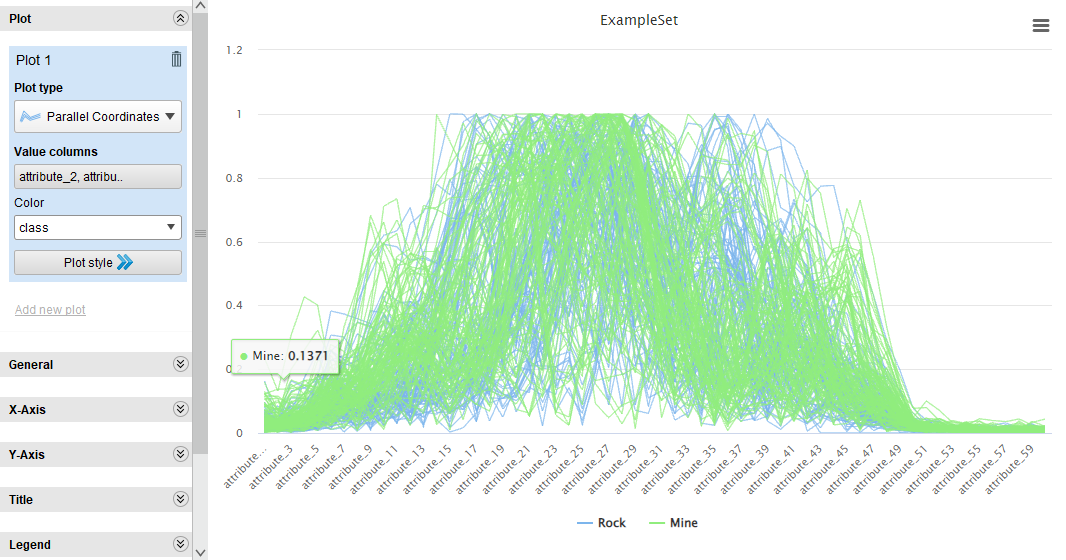 Plot
Plot 1
Plot type
Parallel Coordinates
Value columns
attribute_2, attribu..
Color
class
Plot style
Add new plot
General
X-Axis
Y-Axis
Title
Legend
ExampleSet
1.2
1
0.8
0.6
0.4
0.2
0
Mine: 0.1371
attribute_...
attribute_3
attribute_5
attribute_7
attribute_9
attribute_11
attribute_13
attribute_15
attribute_17
attribute_19
attribute_21
attribute_23
attribute_25
attribute_27
attribute_29
attribute_31
attribute_33
attribute_35
attribute_37
attribute_39
attribute_41
attribute_43
attribute_45
attribute_47
attribute_49
attribute_51
attribute_53
attribute_55
attribute_57
attribute_59
Rock Mine